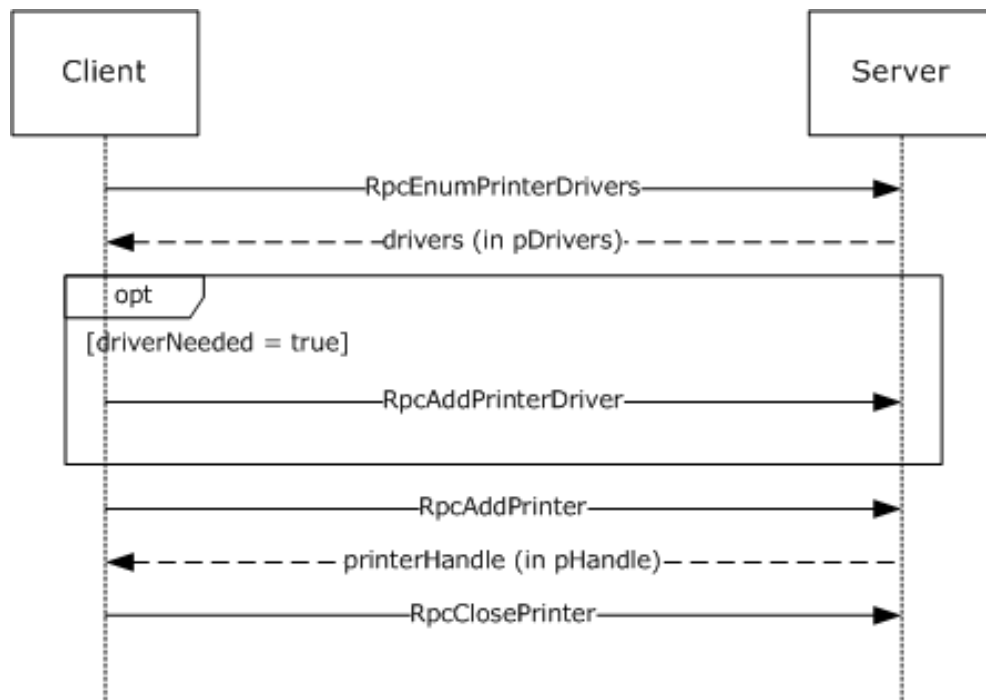 Client
Server
RpcEnumPrinterDrivers
drivers (in pDrivers)
opt
[driverNeeded = true]
RpcAddPrinterDriver
RpcAddPrinter
printerHandle (in pHandle)
RpcClosePrinter